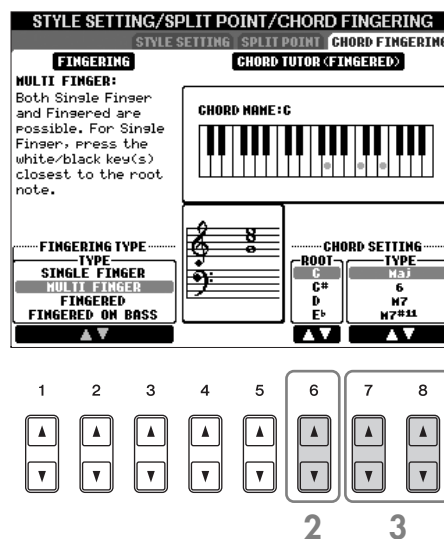 STYLE SETTING/SPLIT POINT/CHORD FINGERING
STYLE SETTING SPLIT POINT CHORD FINGERING
FINGERING
CHORD TUTOR (FINGERED)
MULTI FINGER:
Both Single Finger
and Fingered are
possible. For Single
Finger, press the
white/black key(s)
closest to the root
note.
CHORD NAME:C
FINGERING TYPE
TYPE
SINGLE FINGER
MULTI FINGER
FINGERED
FINGERED ON BASS
CHORD SETTING
ROOT TYPE
C Maj
C# 6
D M7
E♭ M7#11
1 2 3 4 5 6 7 8
2 3